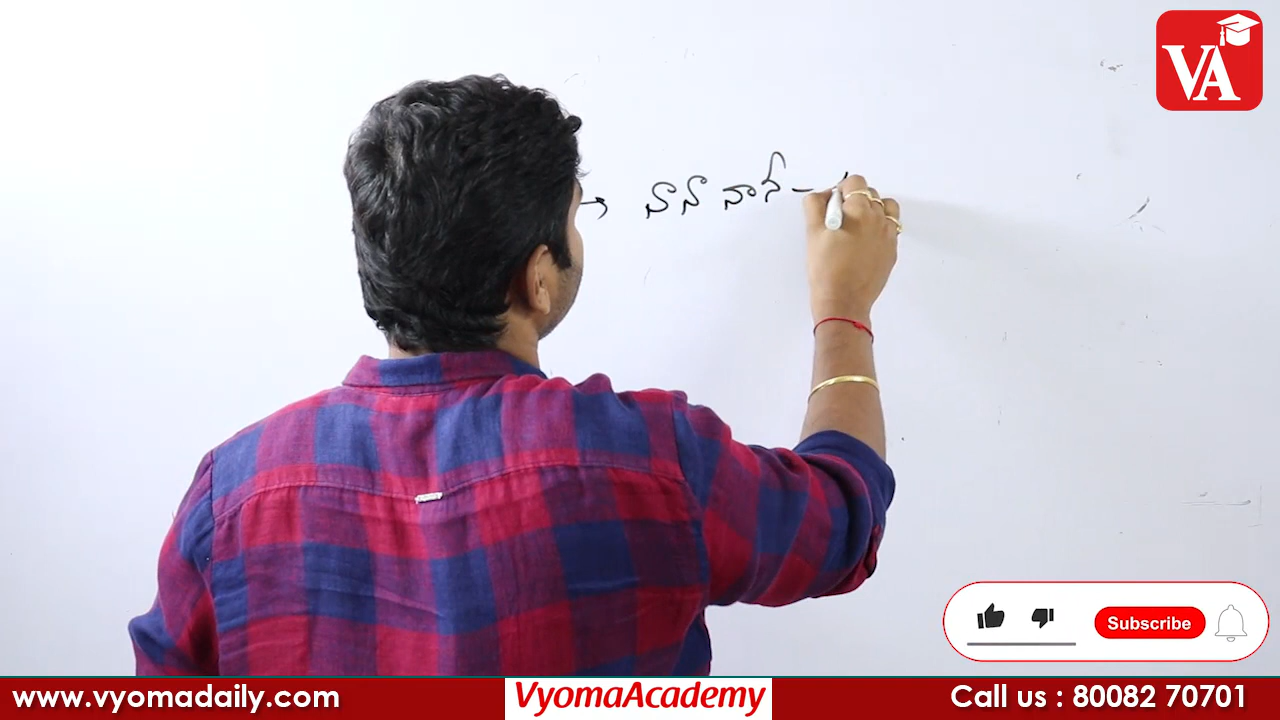 VA
→ నానా నాన్ –
Subscribe
www.vyomadaily.com VyomaAcademy Call us : 80082 70701